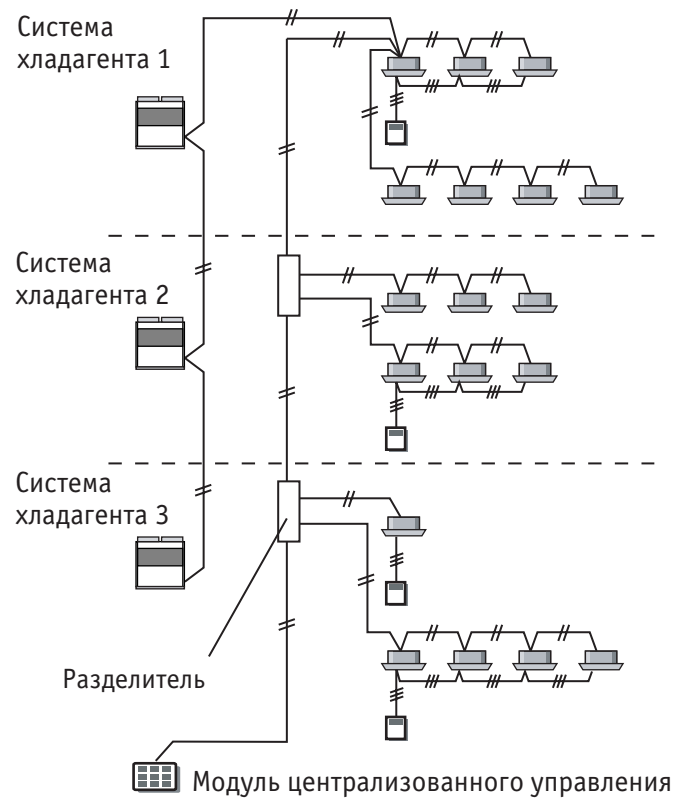 Система
хладагента 1
Система
хладагента 2
Система
хладагента 3
Разделитель
Модуль централизованного управления